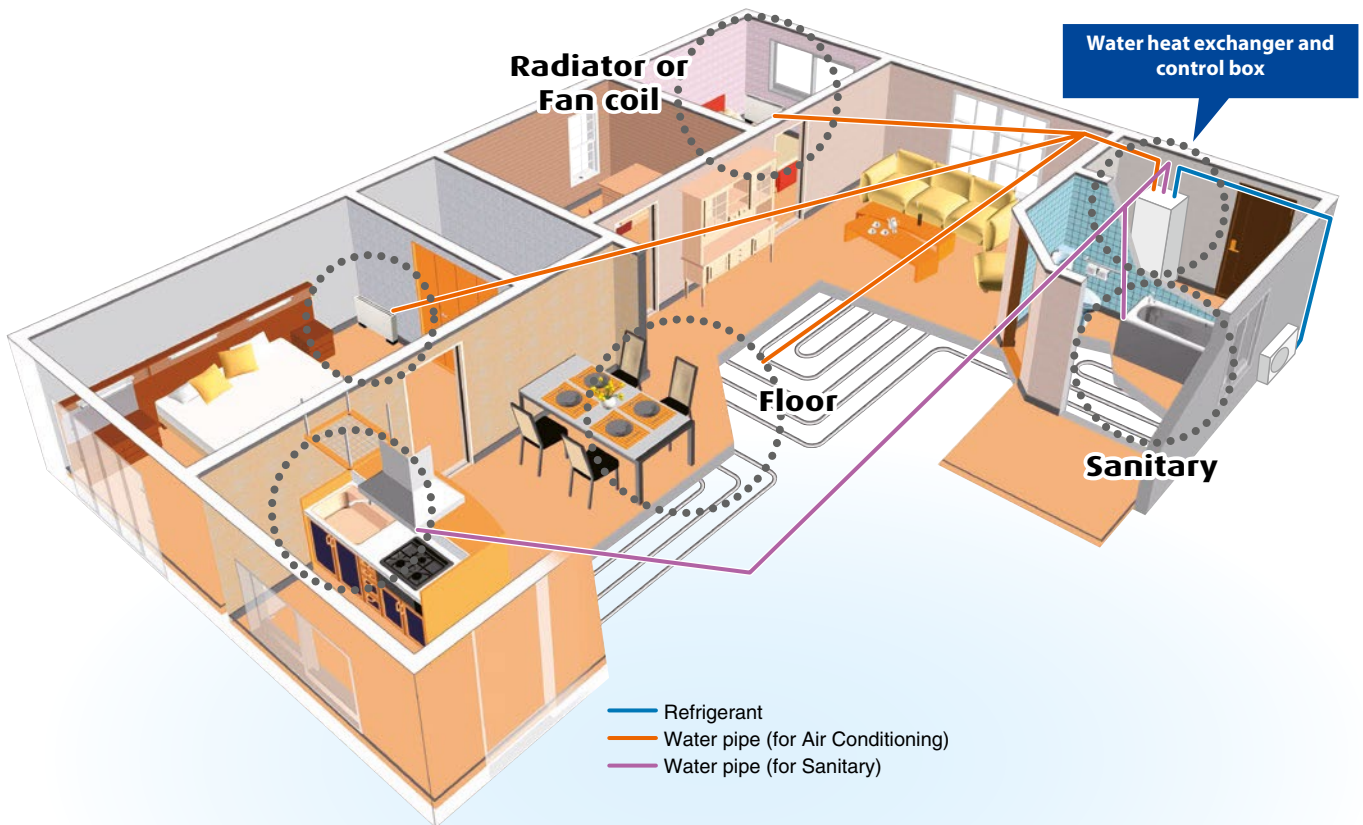 Radiator or
Fan coil
Water heat exchanger and
control box
Floor
Sanitary
Refrigerant
Water pipe (for Air Conditioning)
Water pipe (for Sanitary)